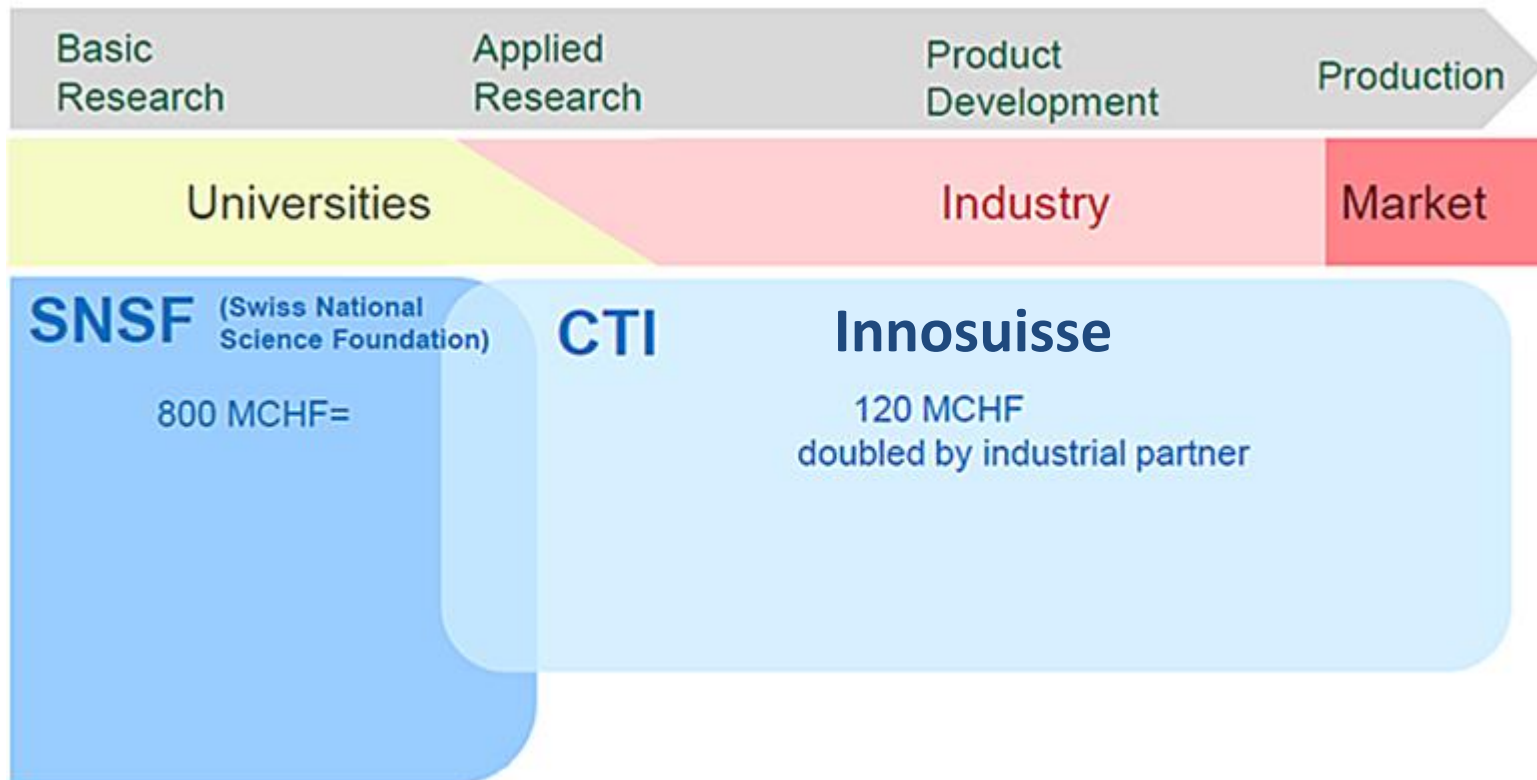 Basic
Research
Applied
Research
Product
Development
Production
Universities
Industry
Market
SNSF (Swiss National
Science Foundation)
CTI
Innosuisse
800 MCHF=
120 MCHF
doubled by industrial partner